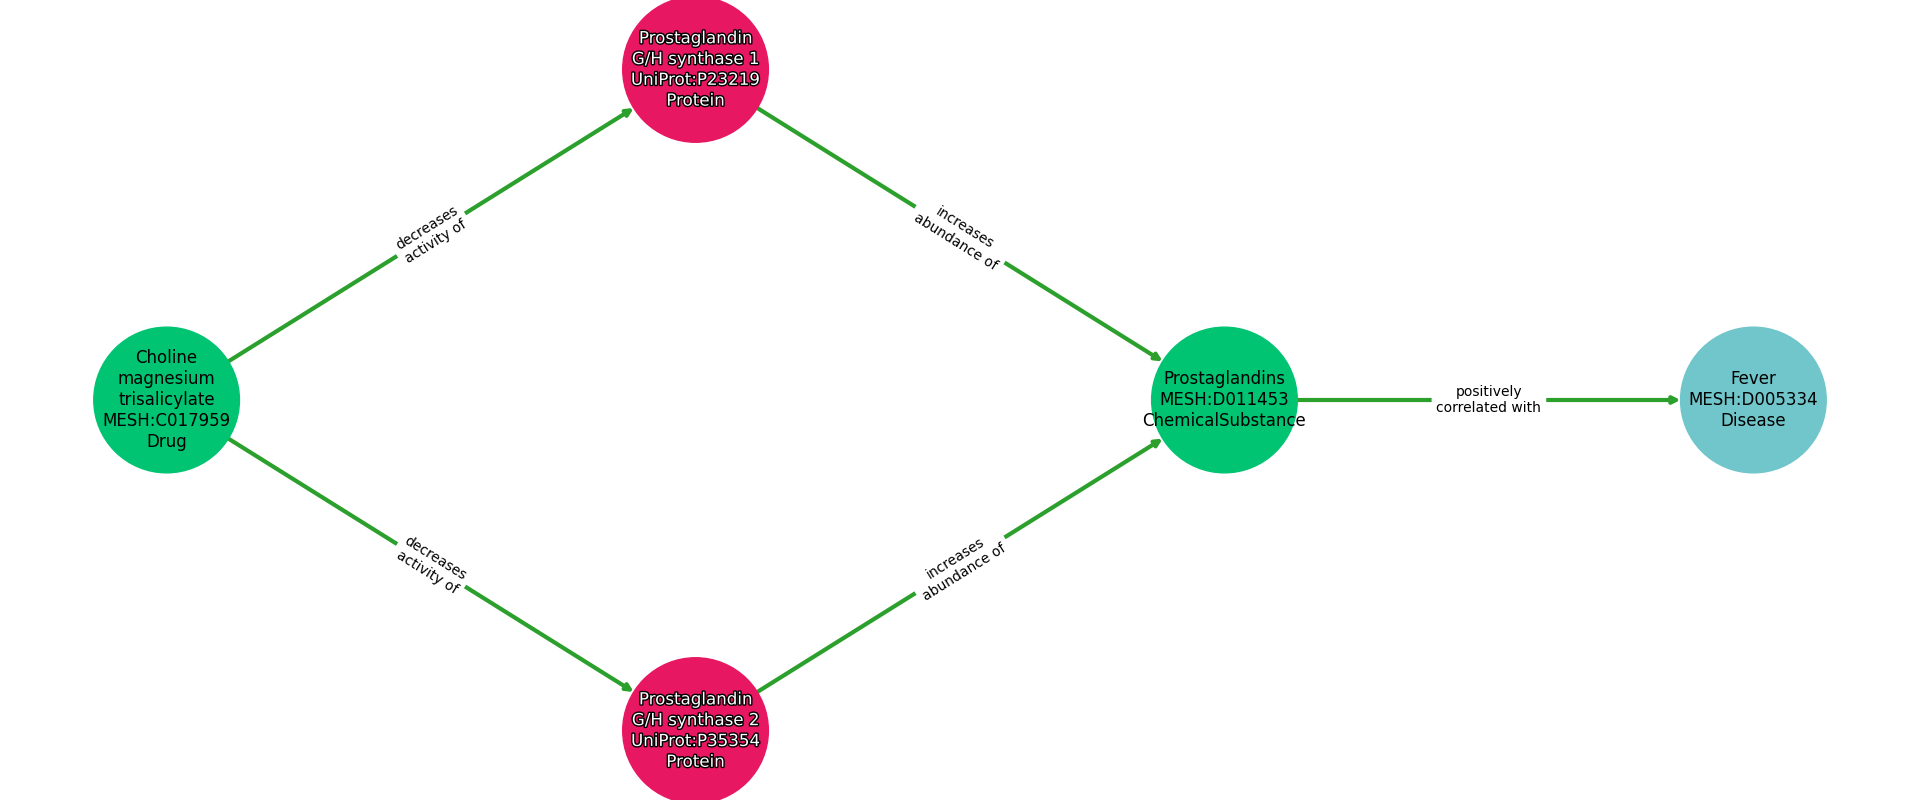 Prostaglandin
G/H synthase 1
UniProt:P23219
Protein
decreases
activity of
increases
abundance of
Choline
magnesium
trisalicylate
MESH:C017959
Drug
Prostaglandins
MESH:D011453
ChemicalSubstance
positively
correlated with
Fever
MESH:D005334
Disease
decreases
activity of
increases
abundance of
Prostaglandin
G/H synthase 2
UniProt:P35354
Protein